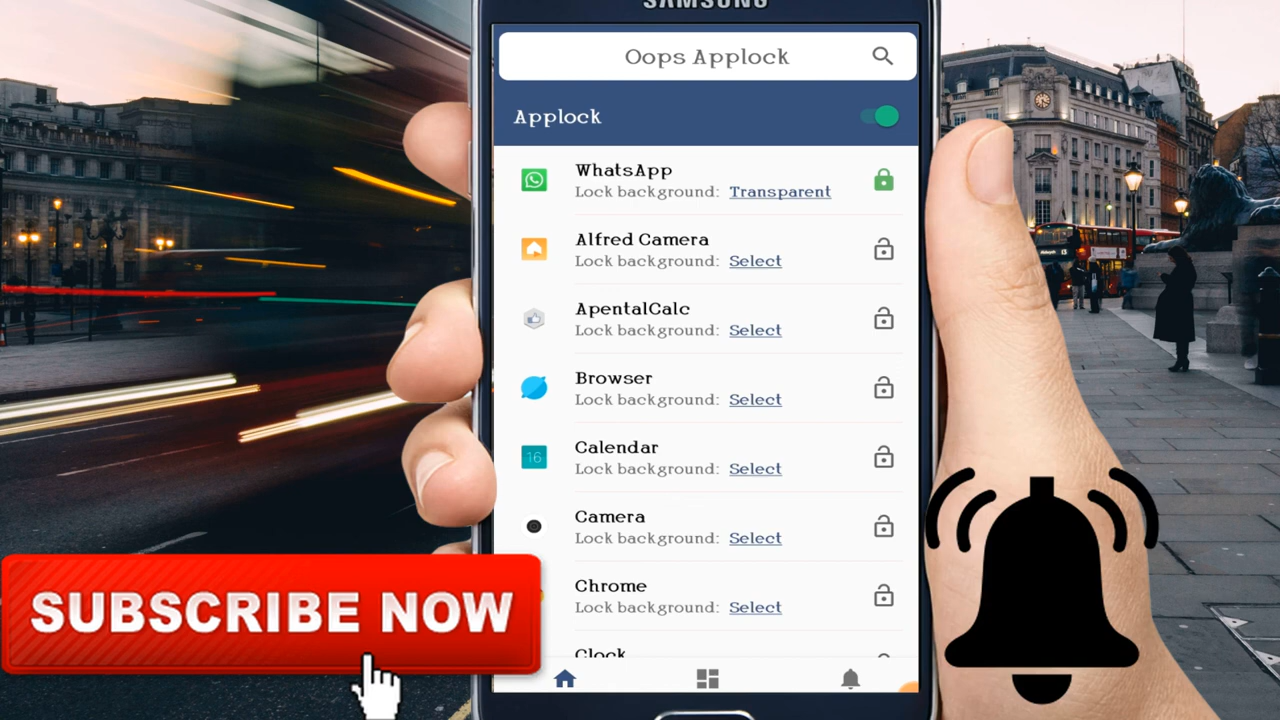 SAMSUNG
Oops Applock
Applock
WhatsApp
Lock background: Transparent
Alfred Camera
Lock background: Select
ApentalCalc
Lock background: Select
Browser
Lock background: Select
16
Calendar
Lock background: Select
Camera
Lock background: Select
Chrome
Lock background: Select
Clock
SUBSCRIBE NOW